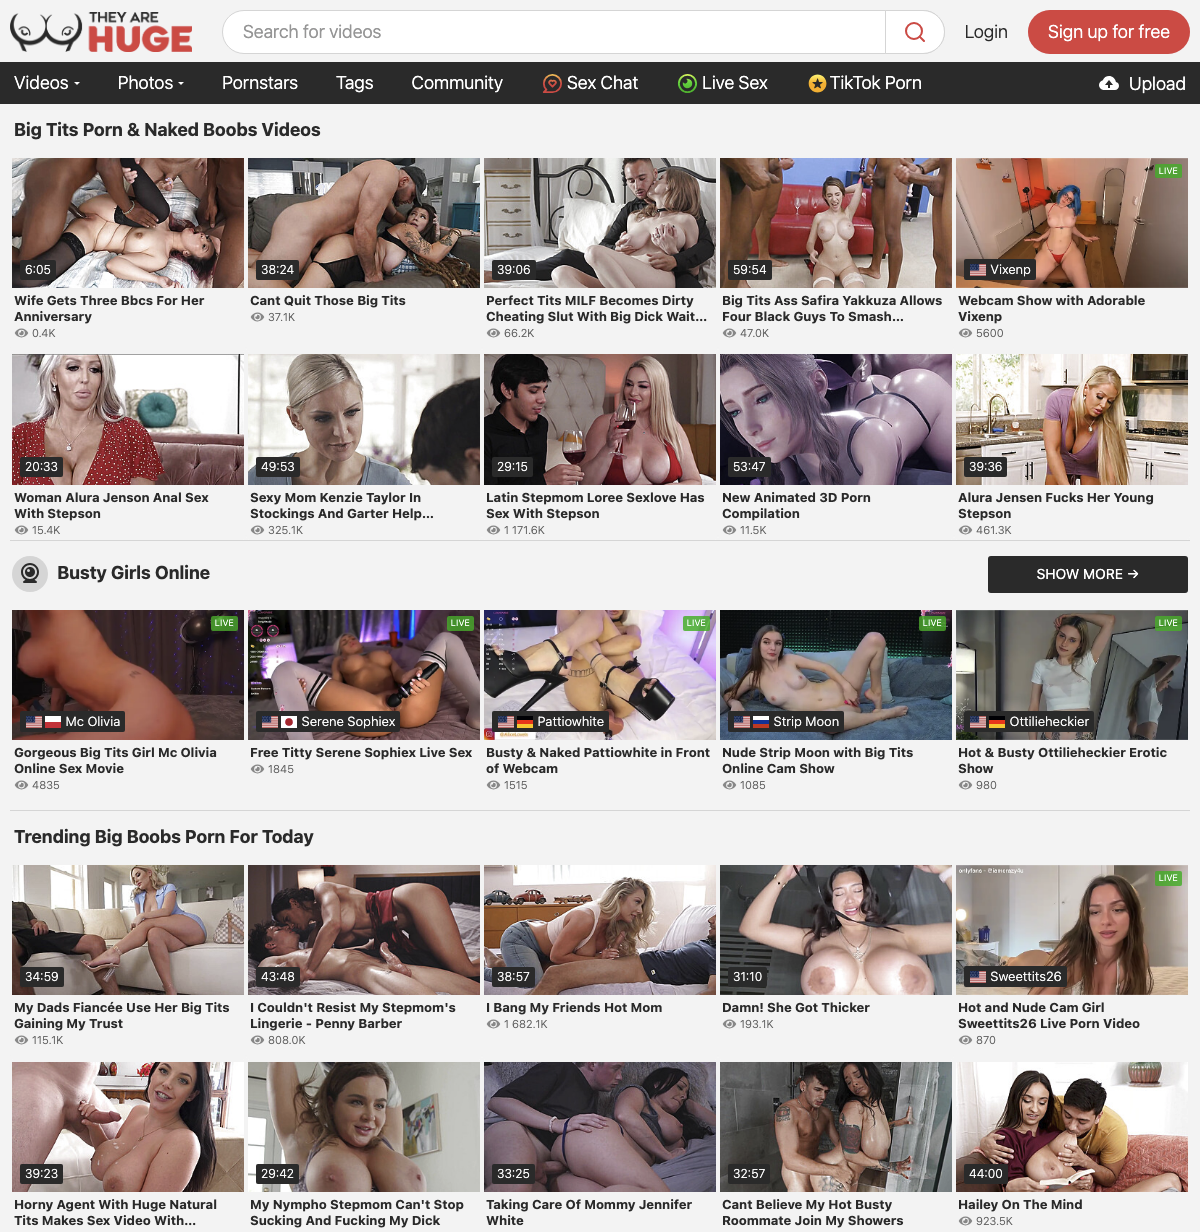 THEY ARE
HUGE
Search for videos
Login
Sign up for free
Videos
Photos
Pornstars
Tags
Community
Sex Chat
Live Sex
TikTok Porn
Upload
Big Tits Porn & Naked Boobs Videos
6:05
38:24
39:06
59:54
LIVE
Vixenp
Wife Gets Three Bbcs For Her
Anniversary
0.4K
Cant Quit Those Big Tits
37.1K
Perfect Tits MILF Becomes Dirty
Cheating Slut With Big Dick Wait...
66.2K
Big Tits Ass Safira Yakkuza Allows
Four Black Guys To Smash...
47.0K
Webcam Show with Adorable
Vixenp
5600
20:33
49:53
29:15
53:47
39:36
Woman Alura Jenson Anal Sex
With Stepson
15.4K
Sexy Mom Kenzie Taylor In
Stockings And Garter Help...
325.1K
Latin Stepmom Loree Sexlove Has
Sex With Stepson
1 171.6K
New Animated 3D Porn
Compilation
11.5K
Alura Jensen Fucks Her Young
Stepson
461.3K
Busty Girls Online
SHOW MORE →
LIVE
Mc Olivia
LIVE
Serene Sophiex
LIVE
Pattiowhite
LIVE
Strip Moon
LIVE
Ottilieheckier
Gorgeous Big Tits Girl Mc Olivia
Online Sex Movie
4835
Free Titty Serene Sophiex Live Sex
1845
Busty & Naked Pattiowhite in Front
of Webcam
1515
Nude Strip Moon with Big Tits
Online Cam Show
1085
Hot & Busty Ottilieheckier Erotic
Show
980
Trending Big Boobs Porn For Today
34:59
43:48
38:57
31:10
LIVE
Sweettits26
My Dads Fiancée Use Her Big Tits
Gaining My Trust
115.1K
I Couldn't Resist My Stepmom's
Lingerie - Penny Barber
808.0K
I Bang My Friends Hot Mom
1 682.1K
Damn! She Got Thicker
193.1K
Hot and Nude Cam Girl
Sweettits26 Live Porn Video
870
39:23
29:42
33:25
32:57
44:00
Horny Agent With Huge Natural
Tits Makes Sex Video With...
My Nympho Stepmom Can't Stop
Sucking And Fucking My Dick
Taking Care Of Mommy Jennifer
White
Cant Believe My Hot Busty
Roommate Join My Showers
Hailey On The Mind
923.5K